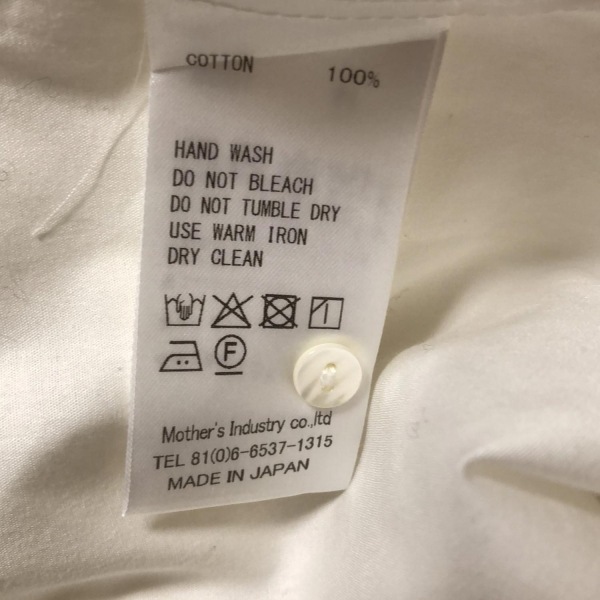 COTTON 100%
HAND WASH
DO NOT BLEACH
DO NOT TUMBLE DRY
USE WARM IRON
DRY CLEAN
F
Mother's Industry co.,ltd
TEL 81(0)6-6537-1315
MADE IN JAPAN